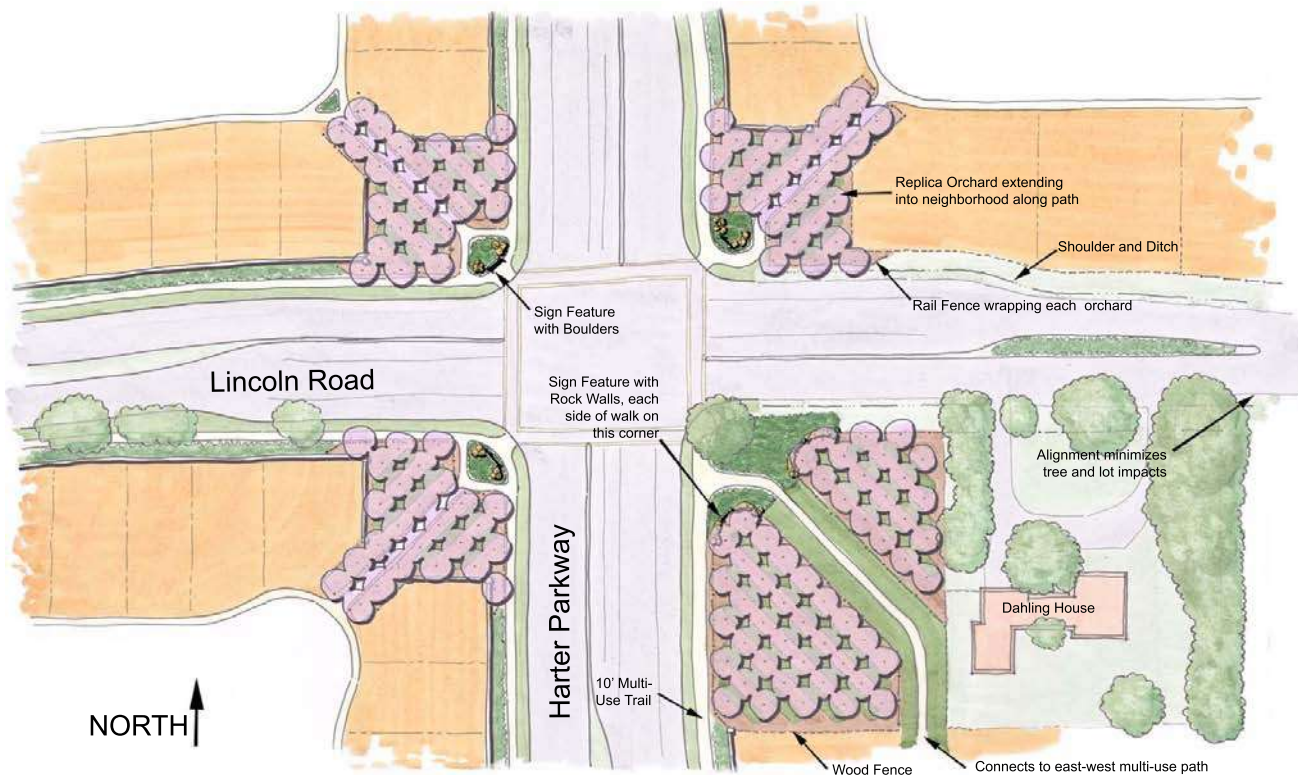 Replica Orchard extending
into neighborhood along path
Shoulder and Ditch
Rail Fence wrapping each orchard
Sign Feature
with Boulders
Lincoln Road
Sign Feature with
Rock Walls, each
side of walk on
this corner
Alignment minimizes
tree and lot impacts
Harter Parkway
Dahling House
10' Multi-
Use Trail
NORTH
Wood Fence
Connects to east-west multi-use path